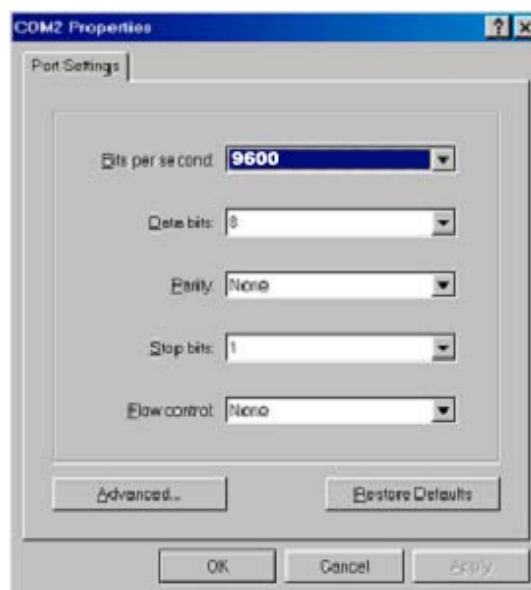 COM2 Properties
Port Settings
Bits per second: 9600
Data bits: 8
Parity: None
Stop bits: 1
Flow control: None
Advanced...
Restore Defaults
OK
Cancel
Apply